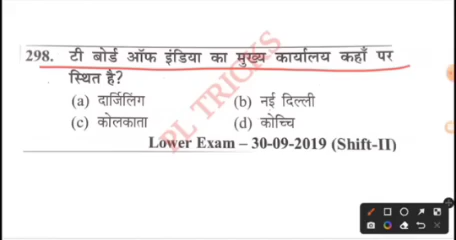 298. टी बोर्ड ऑफ इंडिया का मुख्य कार्यालय कहाँ पर
स्थित है?
(a) दार्जिलिंग (b) नई दिल्ली
(c) कोलकाता (d) कोच्चि
Lower Exam – 30-09-2019 (Shift-II)
PL TRICKS